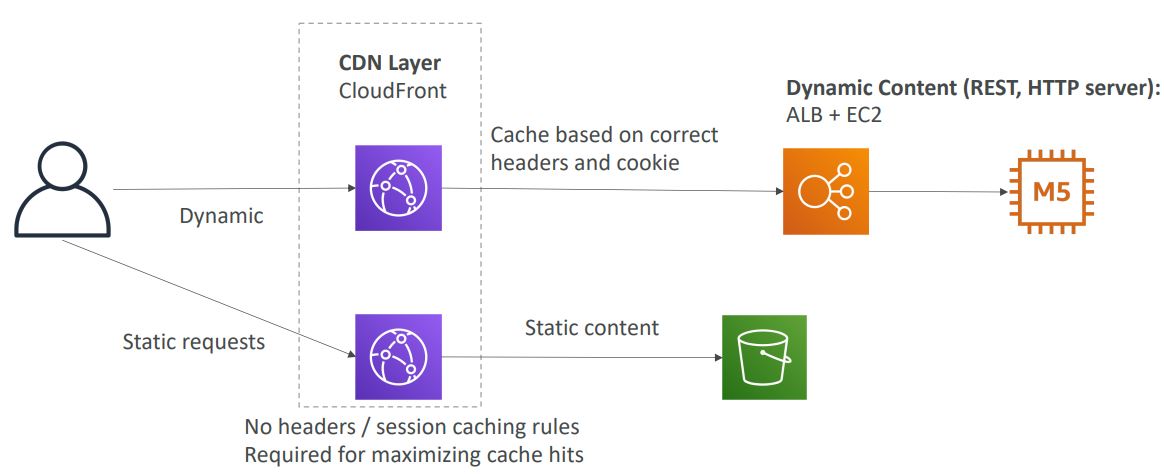 CDN Layer
CloudFront
Dynamic Content (REST, HTTP server):
ALB + EC2
Cache based on correct
headers and cookie
M5
Dynamic
Static content
Static requests
No headers / session caching rules
Required for maximizing cache hits